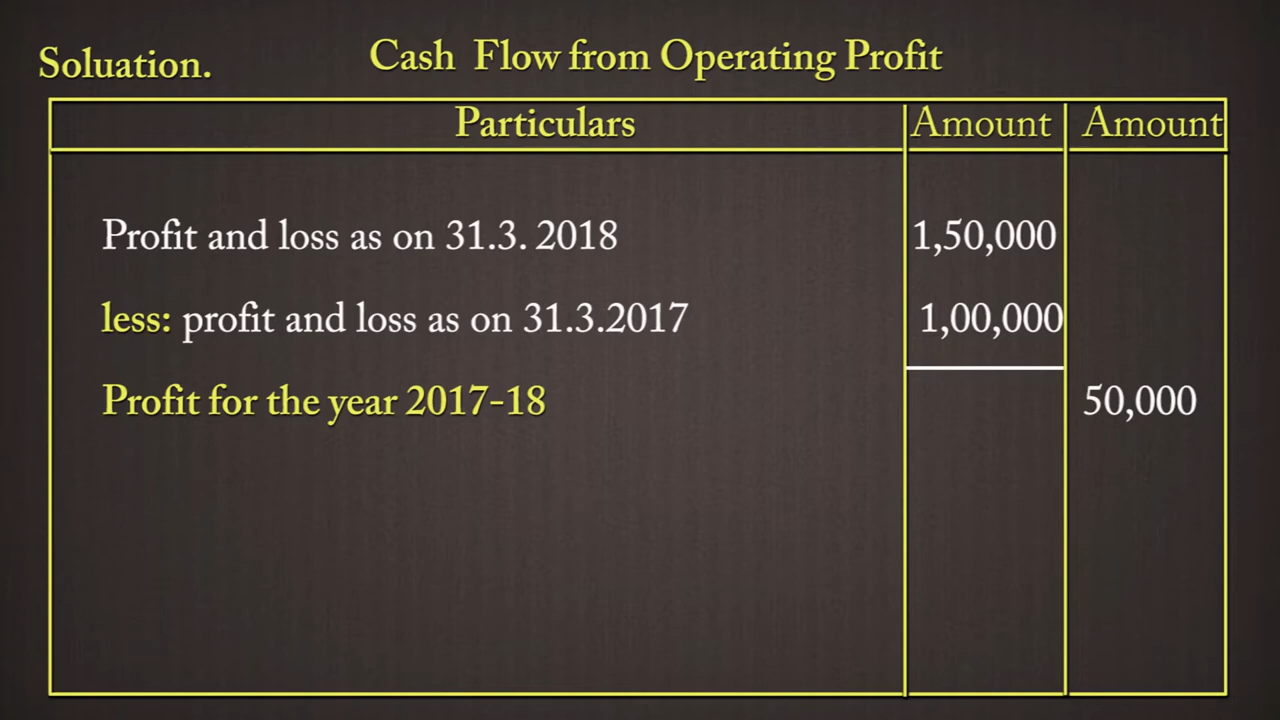 Soluation.
Cash Flow from Operating Profit
Particulars Amount Amount
Profit and loss as on 31.3. 2018 1,50,000
less: profit and loss as on 31.3.2017 1,00,000
Profit for the year 2017-18 50,000